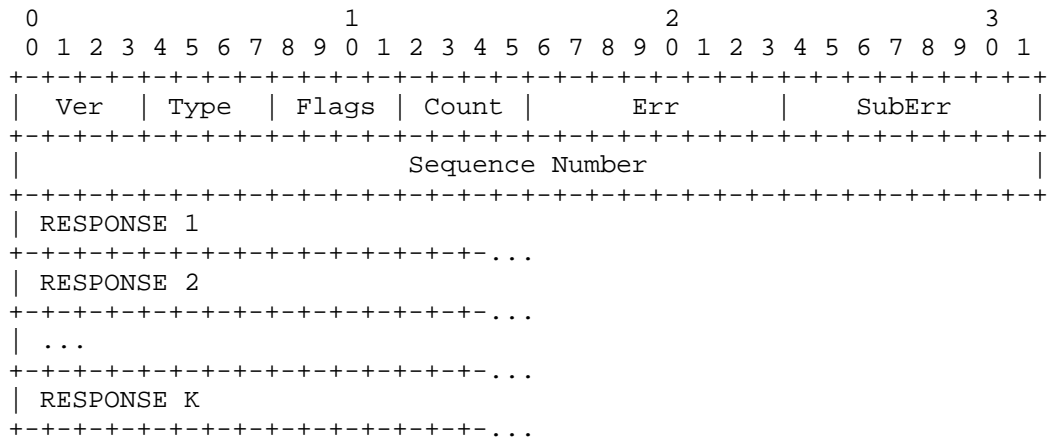 0                   1                   2                   3
 0 1 2 3 4 5 6 7 8 9 0 1 2 3 4 5 6 7 8 9 0 1 2 3 4 5 6 7 8 9 0 1
+-+-+-+-+-+-+-+-+-+-+-+-+-+-+-+-+-+-+-+-+-+-+-+-+-+-+-+-+-+-+-+-+
|  Ver  | Type  | Flags | Count |      Err      |    SubErr     |
+-+-+-+-+-+-+-+-+-+-+-+-+-+-+-+-+-+-+-+-+-+-+-+-+-+-+-+-+-+-+-+-+
|                        Sequence Number                        |
+-+-+-+-+-+-+-+-+-+-+-+-+-+-+-+-+-+-+-+-+-+-+-+-+-+-+-+-+-+-+-+-+
| RESPONSE 1
+-+-+-+-+-+-+-+-+-+-+-+-+-+-+-...
| RESPONSE 2
+-+-+-+-+-+-+-+-+-+-+-+-+-+-+-...
| ...
+-+-+-+-+-+-+-+-+-+-+-+-+-+-+-...
| RESPONSE K
+-+-+-+-+-+-+-+-+-+-+-+-+-+-+-...